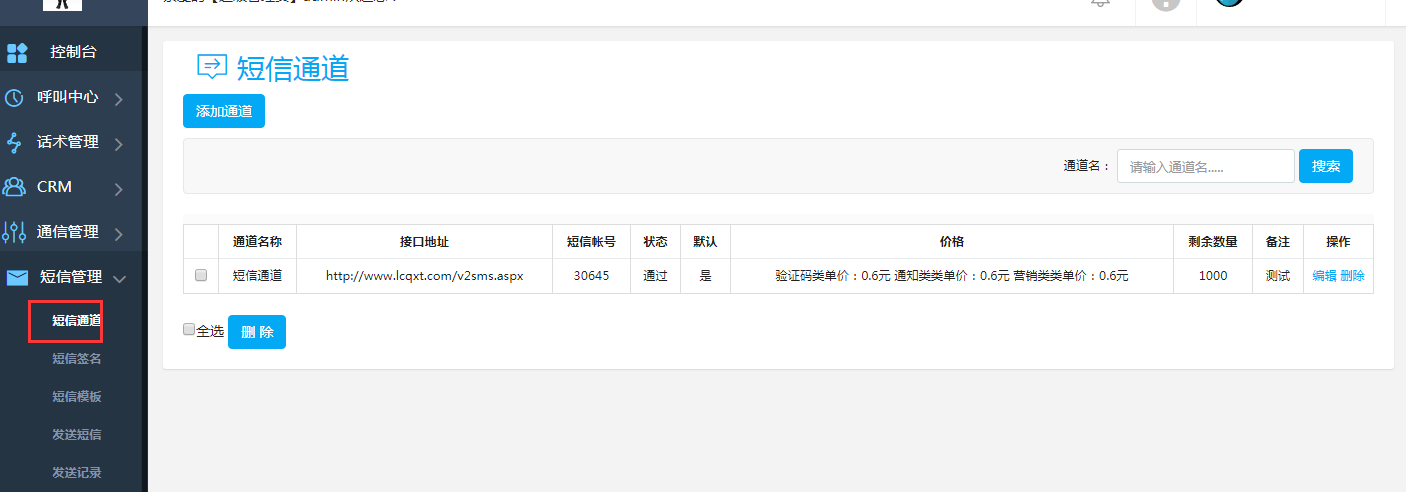 控制台
呼叫中心
话术管理
CRM
通信管理
短信管理
短信通道
短信签名
短信模板
发送短信
发送记录
短信通道
添加通道
通道名： 请输入通道名..... 搜索
通道名称 接口地址 短信帐号 状态 默认 价格 剩余数量 备注 操作
短信通道 http://www.lcqxt.com/v2sms.aspx 30645 通过 是 验证码类单价：0.6元 通知类类单价：0.6元 营销类类单价：0.6元 1000 测试 编辑 删除
全选 删 除